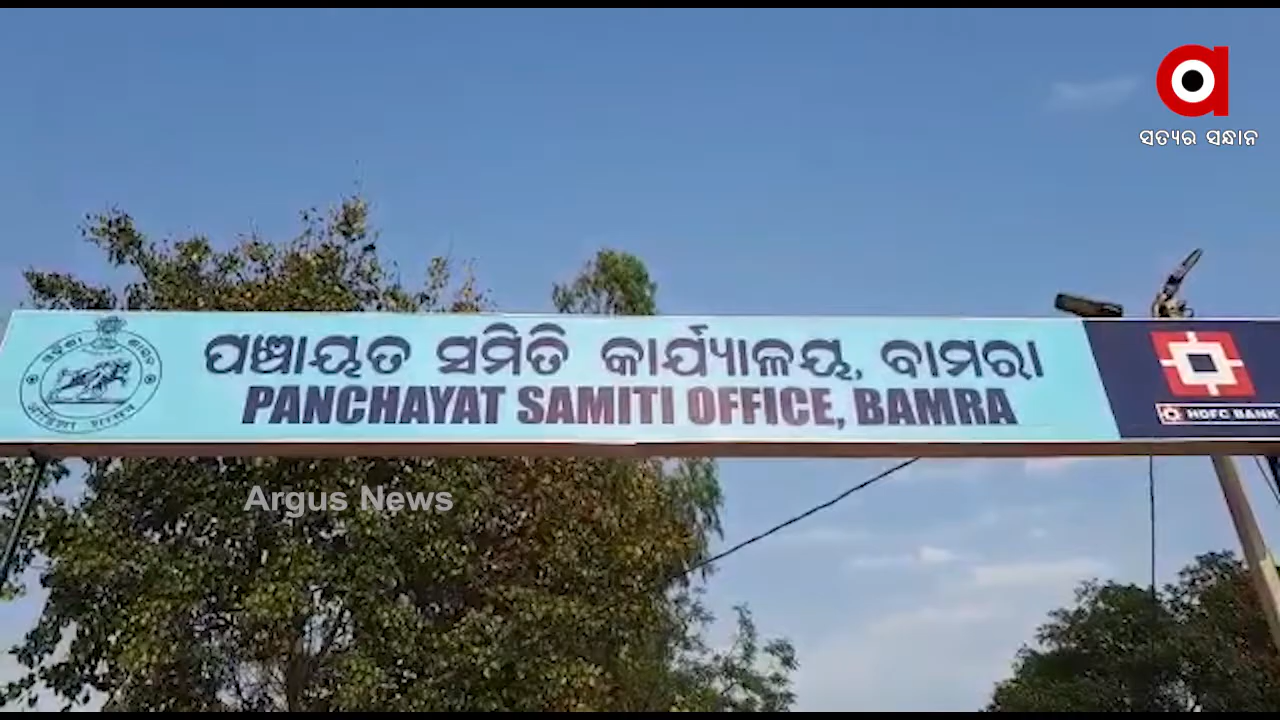 ସତ୍ୟର ସନ୍ଧାନ
ପଞ୍ଚାୟତ ସମିତି କାର୍ଯ୍ୟାଳୟ, ବାମରା
PANCHAYAT SAMITI OFFICE, BAMRA
HDFC BANK
Argus News